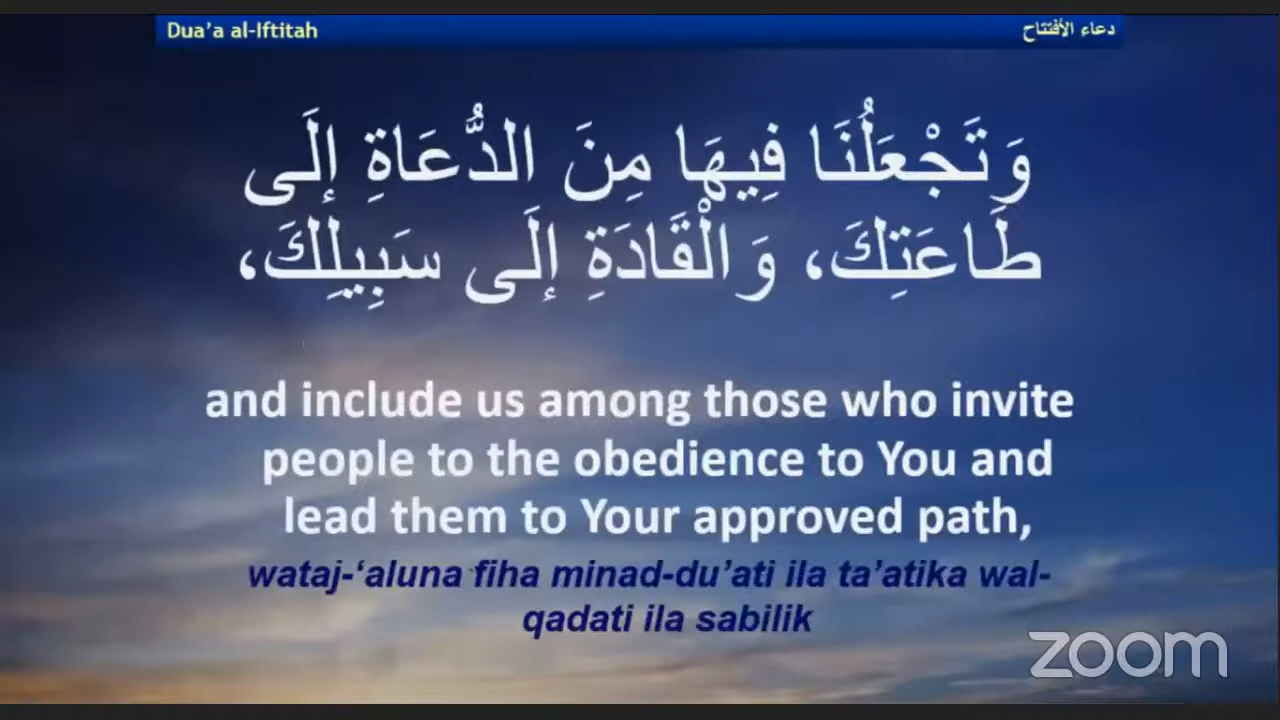 Dua’a al-Iftitah
دعاء الأفتتاح
وَتَجْعَلُنَا فِيهَا مِنَ الدُّعَاةِ إلَى
طَاعَتِكَ، وَالْقَادَةِ إلَى سَبِيلِكَ،
and include us among those who invite
people to the obedience to You and
lead them to Your approved path,
wataj-‘aluna fiha minad-du’ati ila ta’atika wal-
qadati ila sabilik
zoom